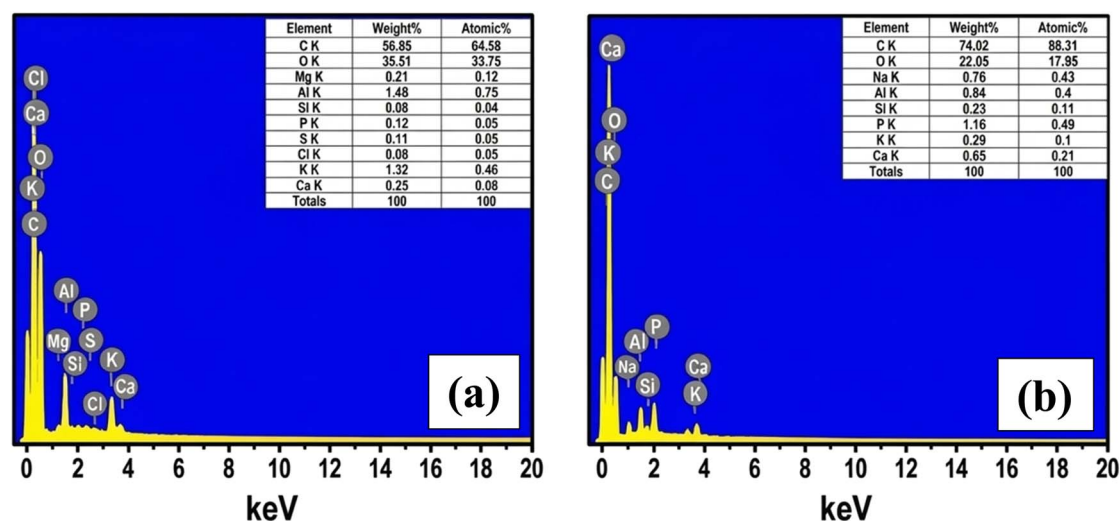 Element Weight% Atomic%
C K 56.85 64.58
O K 35.51 33.75
Mg K 0.21 0.12
Al K 1.48 0.75
SI K 0.08 0.04
P K 0.12 0.05
S K 0.11 0.05
Cl K 0.08 0.05
K K 1.32 0.46
Ca K 0.25 0.08
Totals 100 100
Cl
Ca
O
K
C
Al
P
Mg
S
Si
K
Ca
Cl
(a)
0 2 4 6 8 10 12 14 16 18 20
keV
Element Weight% Atomic%
C K 74.02 88.31
O K 22.05 17.95
Na K 0.76 0.43
Al K 0.84 0.4
SI K 0.23 0.11
P K 1.16 0.49
K K 0.29 0.1
Ca K 0.65 0.21
Totals 100 100
Ca
O
K
C
P
Al
Na
Si
Ca
K
(b)
0 2 4 6 8 10 12 14 16 18 20
keV